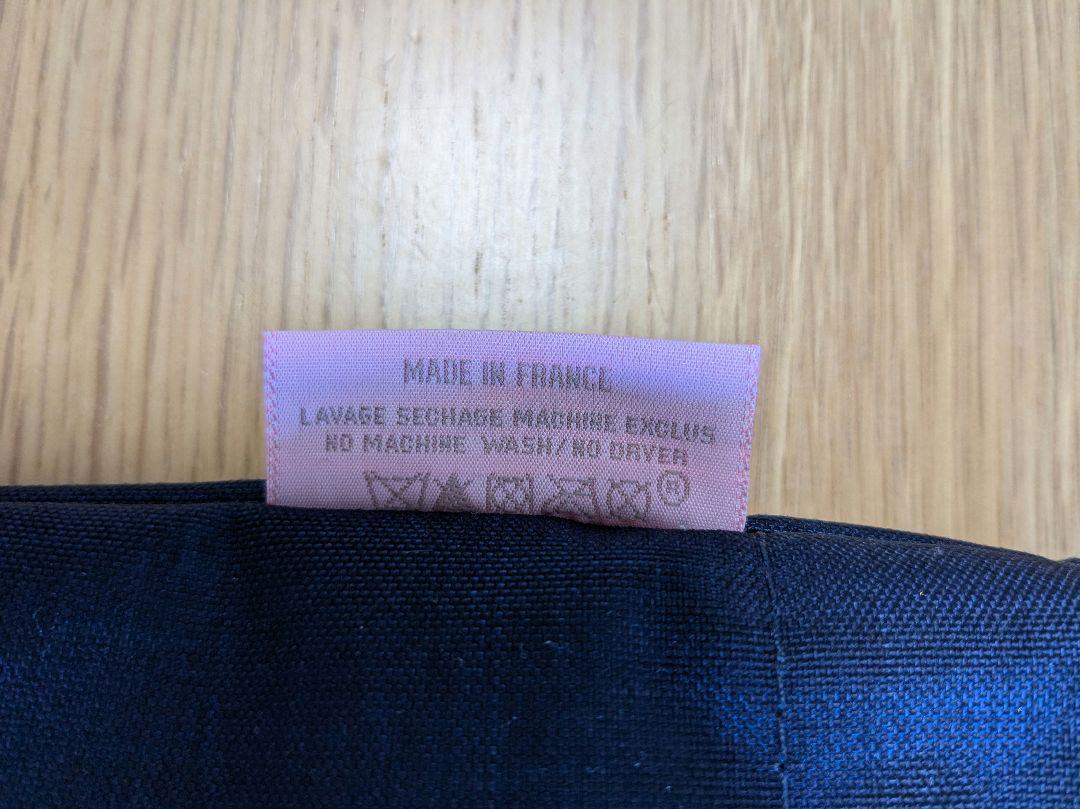 MADE IN FRANCE
LAVAGE SECHAGE MACHINE EXCLUS
NO MACHINE WASH/NO DRYER
®